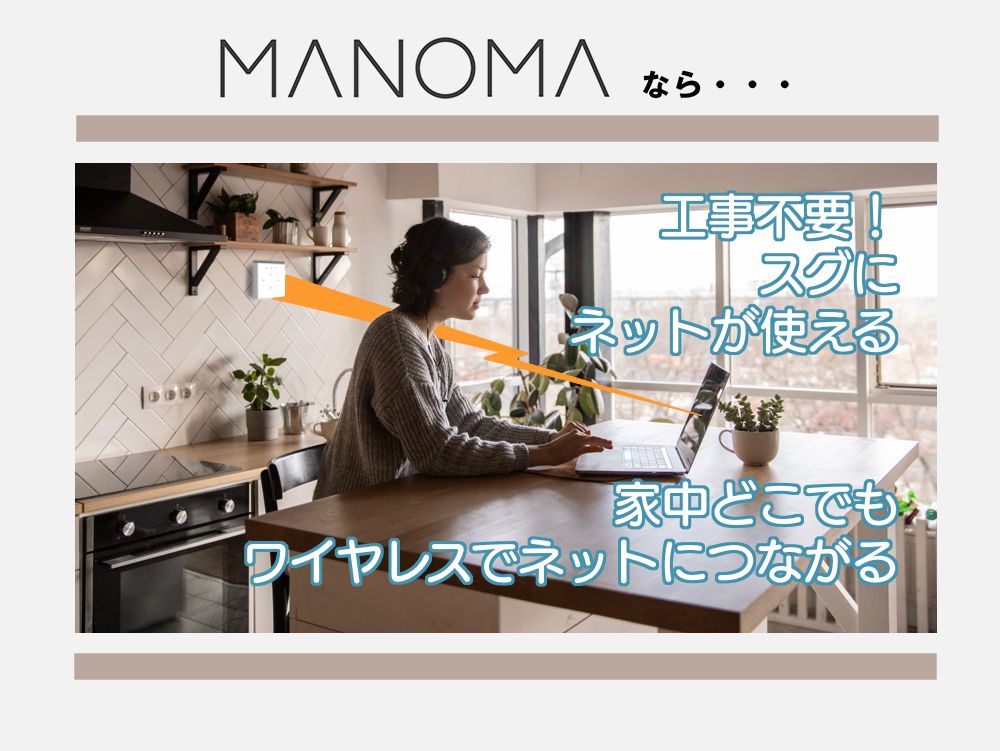 MANOMA なら・・・
工事不要！
スグに
ネットが使える
家中どこでも
ワイヤレスでネットにつながる